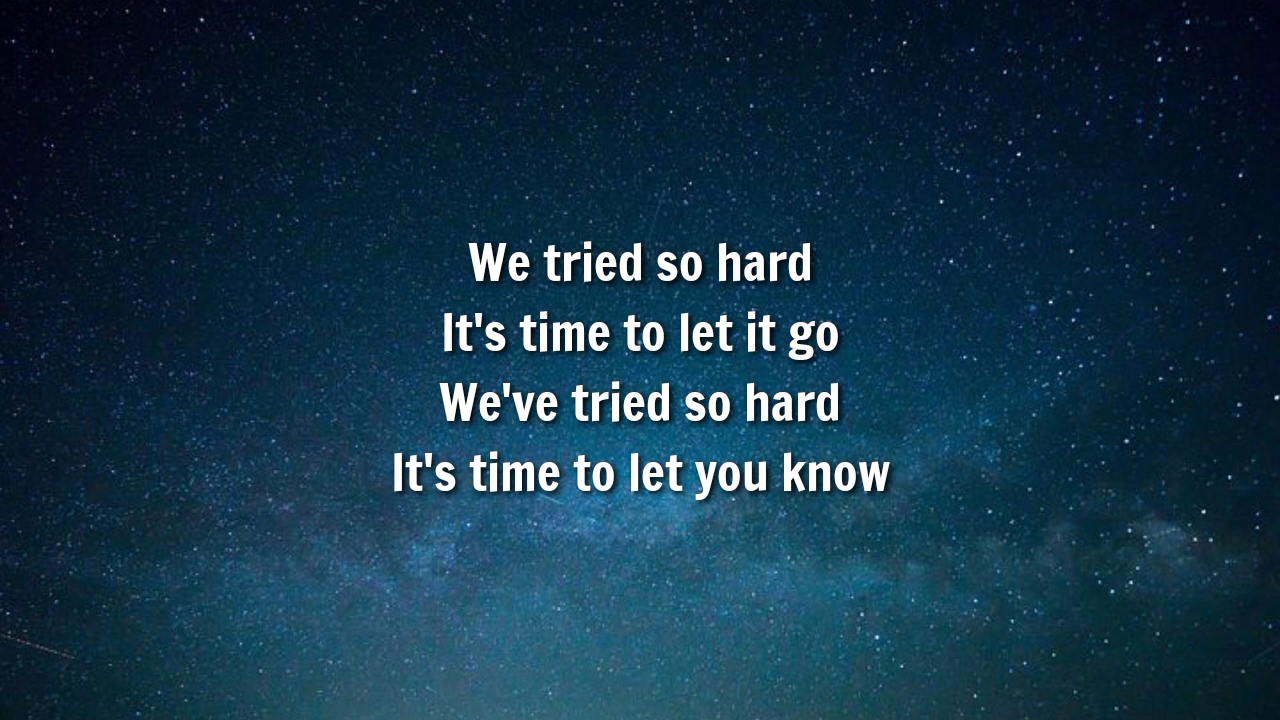 We tried so hard
It's time to let it go
We've tried so hard
It's time to let you know